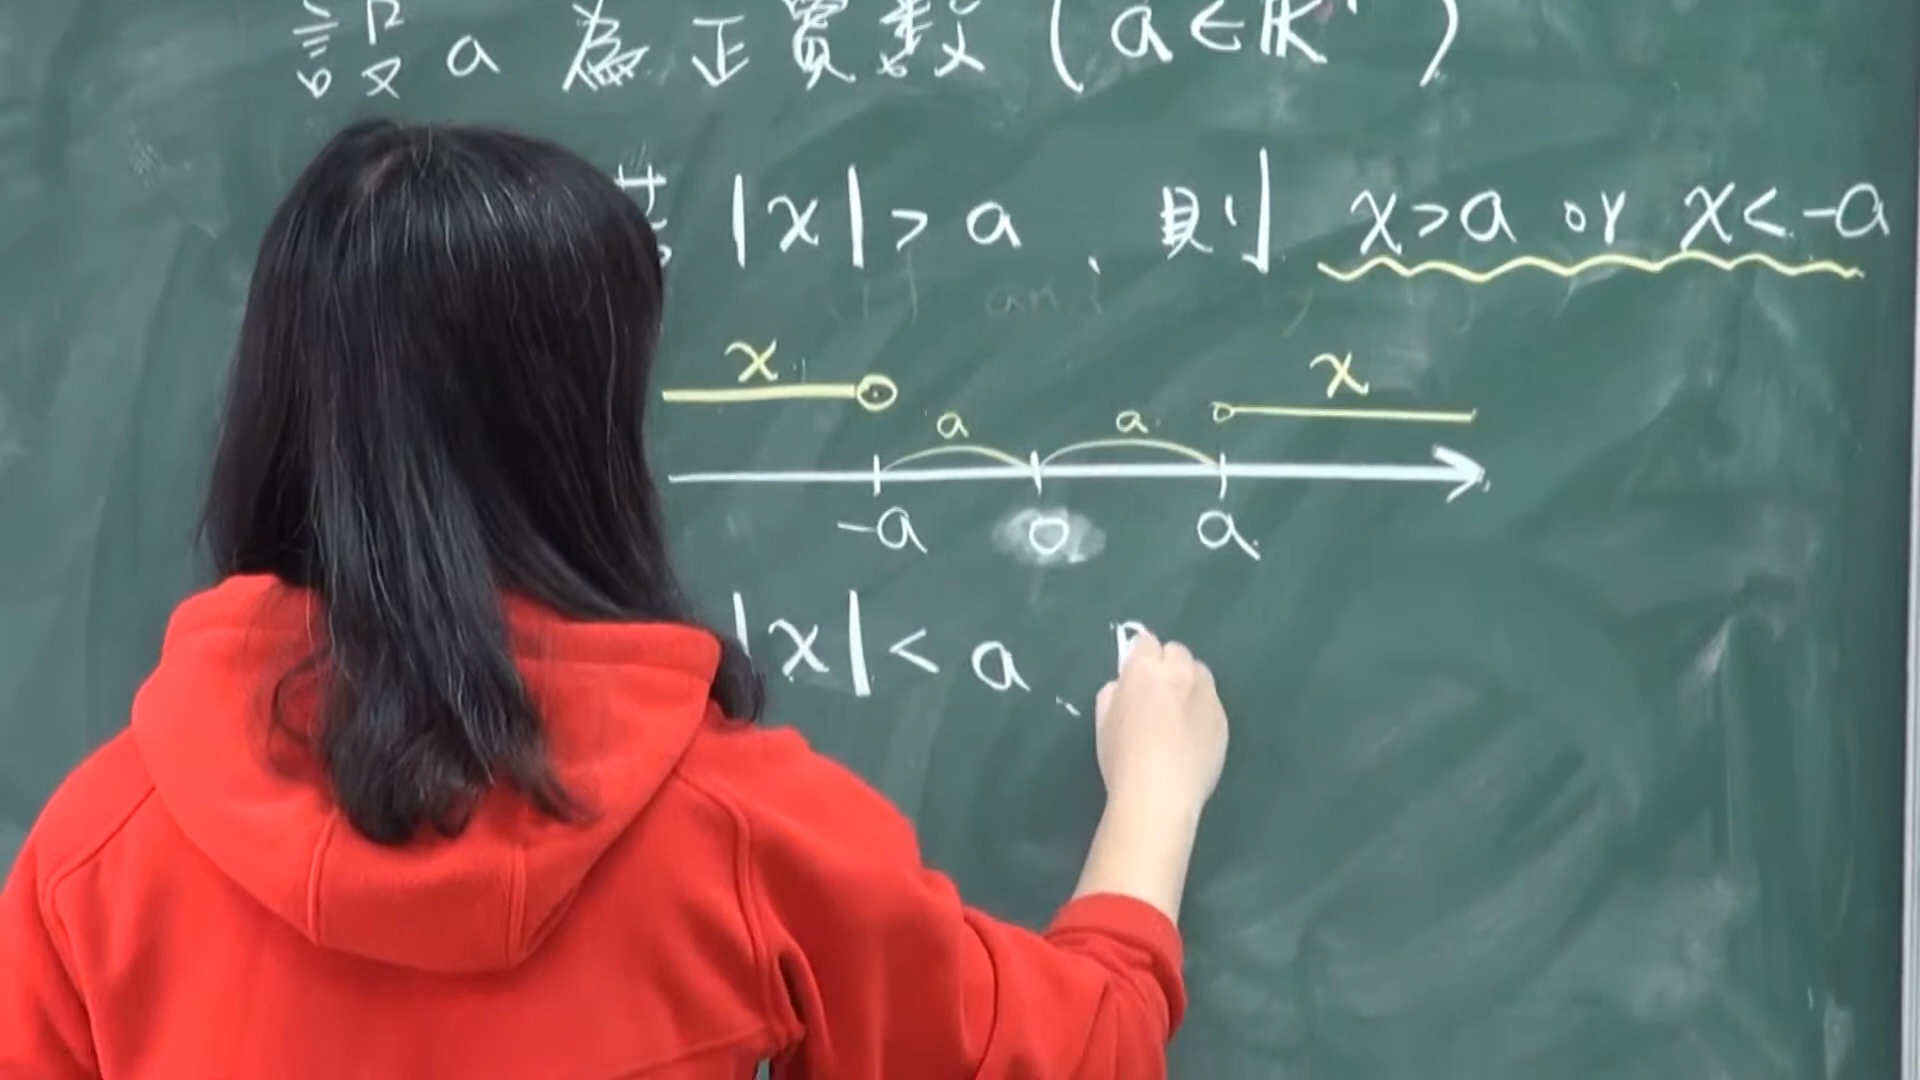 設 a 為正實數 (a∈ℝ⁺)
若 |x| > a , 則 x>a or x<-a
x x
a a
-a 0 a
|x| < a ,